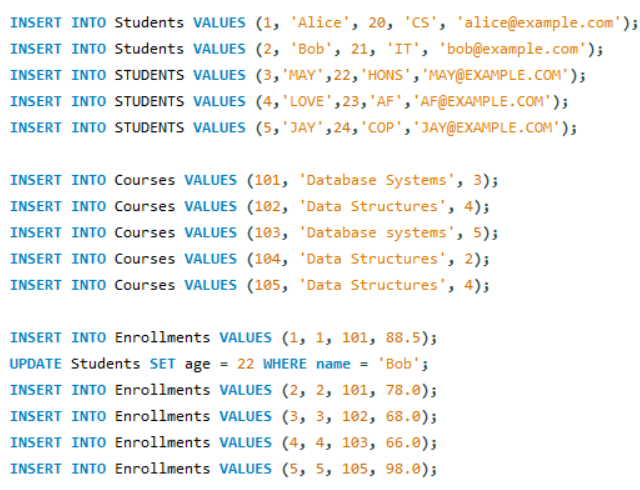 INSERT INTO Students VALUES (1, 'Alice', 20, 'CS', 'alice@example.com');
INSERT INTO Students VALUES (2, 'Bob', 21, 'IT', 'bob@example.com');
INSERT INTO STUDENTS VALUES (3,'MAY',22,'HONS','MAY@EXAMPLE.COM');
INSERT INTO STUDENTS VALUES (4,'LOVE',23,'AF','AF@EXAMPLE.COM');
INSERT INTO STUDENTS VALUES (5,'JAY',24,'COP','JAY@EXAMPLE.COM');
INSERT INTO Courses VALUES (101, 'Database Systems', 3);
INSERT INTO Courses VALUES (102, 'Data Structures', 4);
INSERT INTO Courses VALUES (103, 'Database systems', 5);
INSERT INTO Courses VALUES (104, 'Data Structures', 2);
INSERT INTO Courses VALUES (105, 'Data Structures', 4);
INSERT INTO Enrollments VALUES (1, 1, 101, 88.5);
UPDATE Students SET age = 22 WHERE name = 'Bob';
INSERT INTO Enrollments VALUES (2, 2, 101, 78.0);
INSERT INTO Enrollments VALUES (3, 3, 102, 68.0);
INSERT INTO Enrollments VALUES (4, 4, 103, 66.0);
INSERT INTO Enrollments VALUES (5, 5, 105, 98.0);